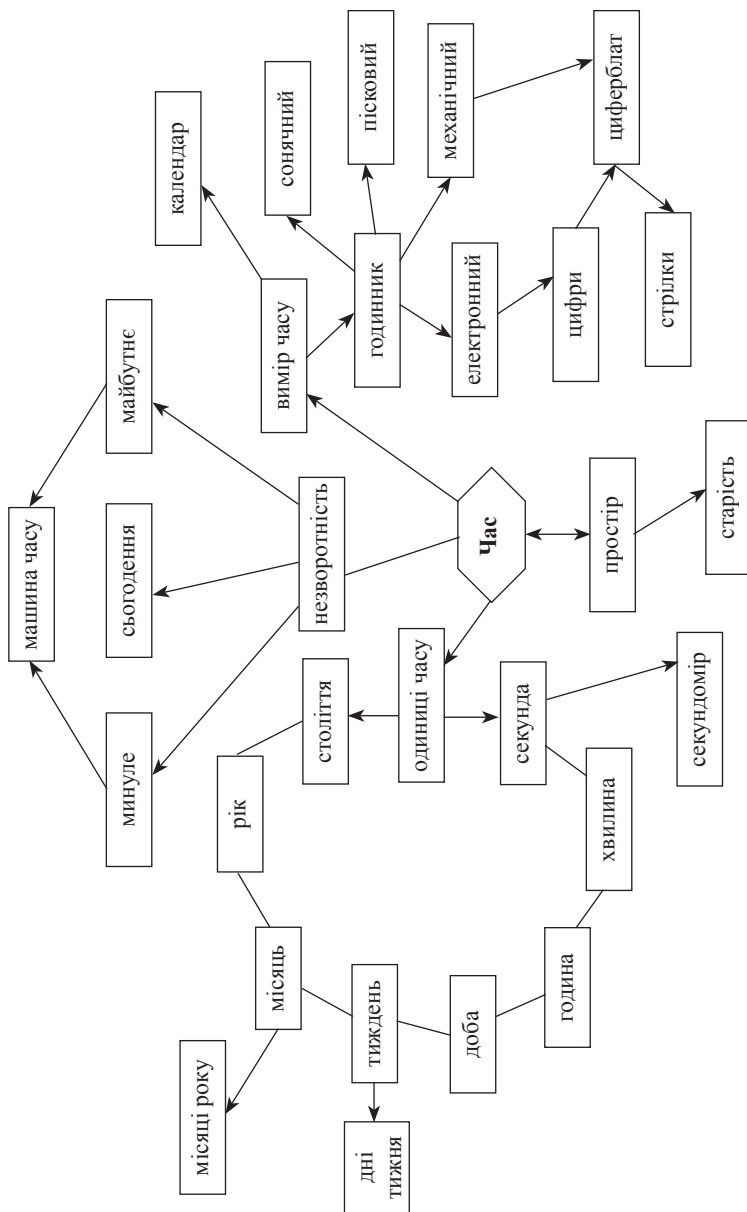 машина часу
минуле
сьогодення
майбутнє
календар
місяці року
місяць
рік
століття
незворотність
вимір часу
сонячний
дні
тижня
тиждень
одиниці часу
Час
годинник
пісковий
доба
секунда
електронний
механічний
година
хвилина
простір
цифри
циферблат
секундомір
старість
стрілки